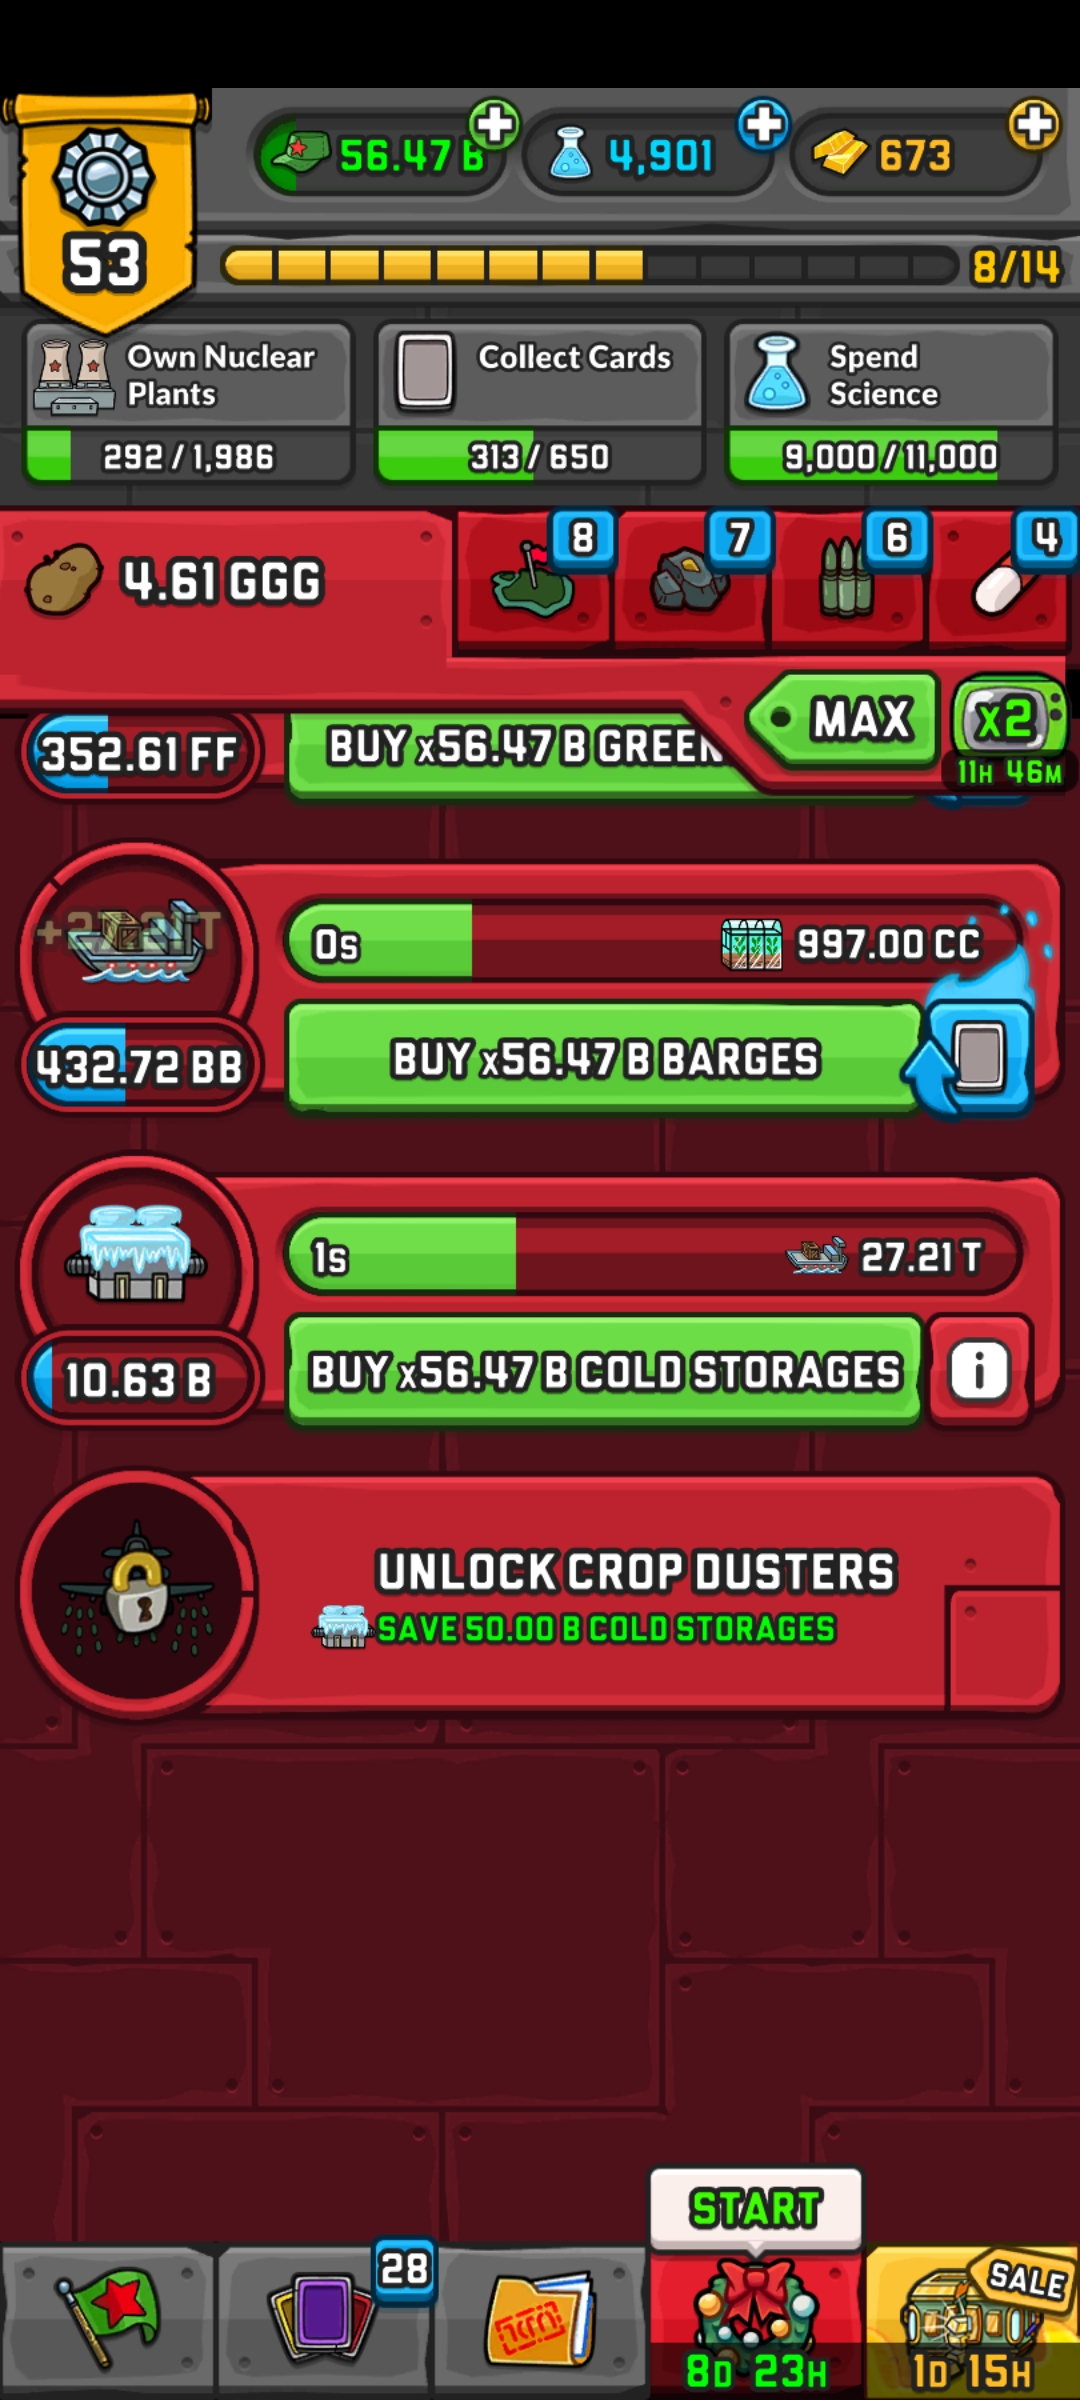 56.47 B
4,901
673
53
8/14
Own Nuclear
Plants
292 / 1,986
Collect Cards
313 / 650
Spend
Science
9,000 / 11,000
4.61 GGG
8
7
6
4
MAX
x2
11H 46M
352.61 FF
BUY x56.47 B GREEN
0s
997.00 CC
432.72 BB
BUY x56.47 B BARGES
1s
27.21 T
10.63 B
BUY x56.47 B COLD STORAGES
i
UNLOCK CROP DUSTERS
SAVE 50.00 B COLD STORAGES
START
28
SALE
8D 23H
1D 15H